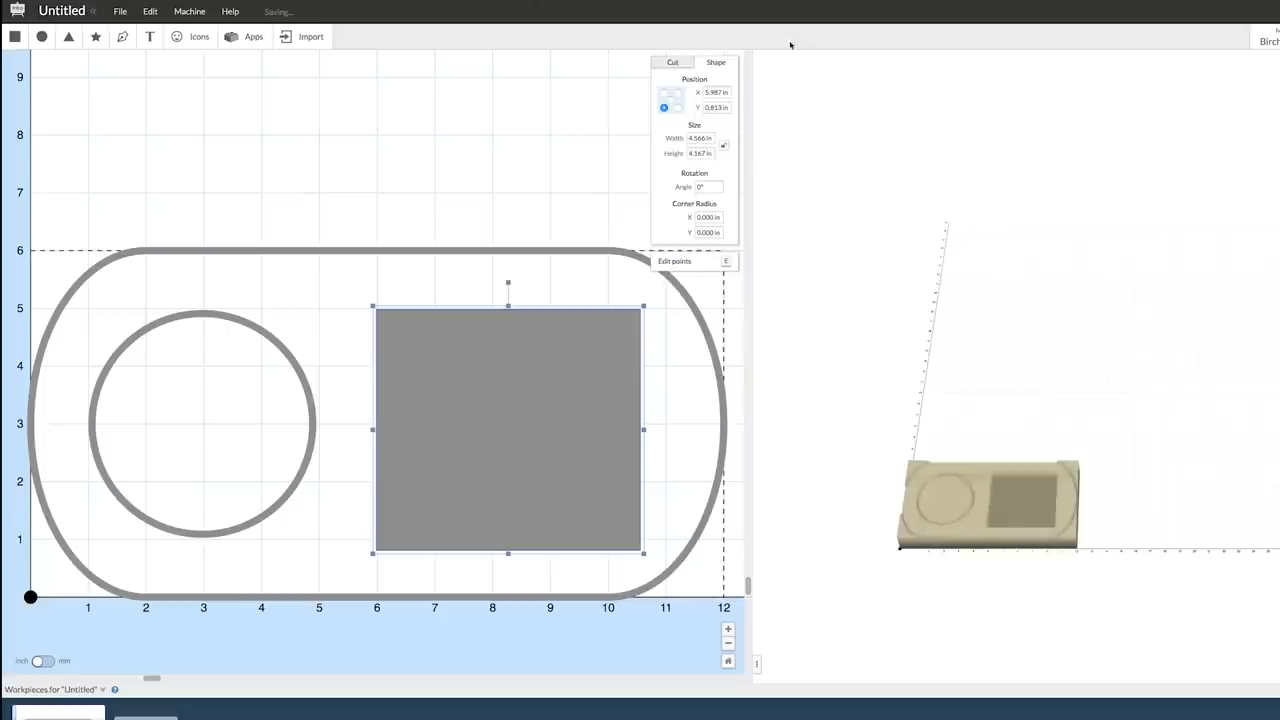 PRO
Untitled ☆ File Edit Machine Help Saving...
T Icons Apps Import
Birch
Cut Shape
Position
X 5.987 in
Y 0.813 in
Size
Width 4.566 in
Height 4.167 in
Rotation
Angle 0°
Corner Radius
X 0.000 in
Y 0.000 in
Edit points E
9
8
7
6
5
4
3
2
1
1 2 3 4 5 6 7 8 9 10 11 12
inch mm
Workpieces for "Untitled"